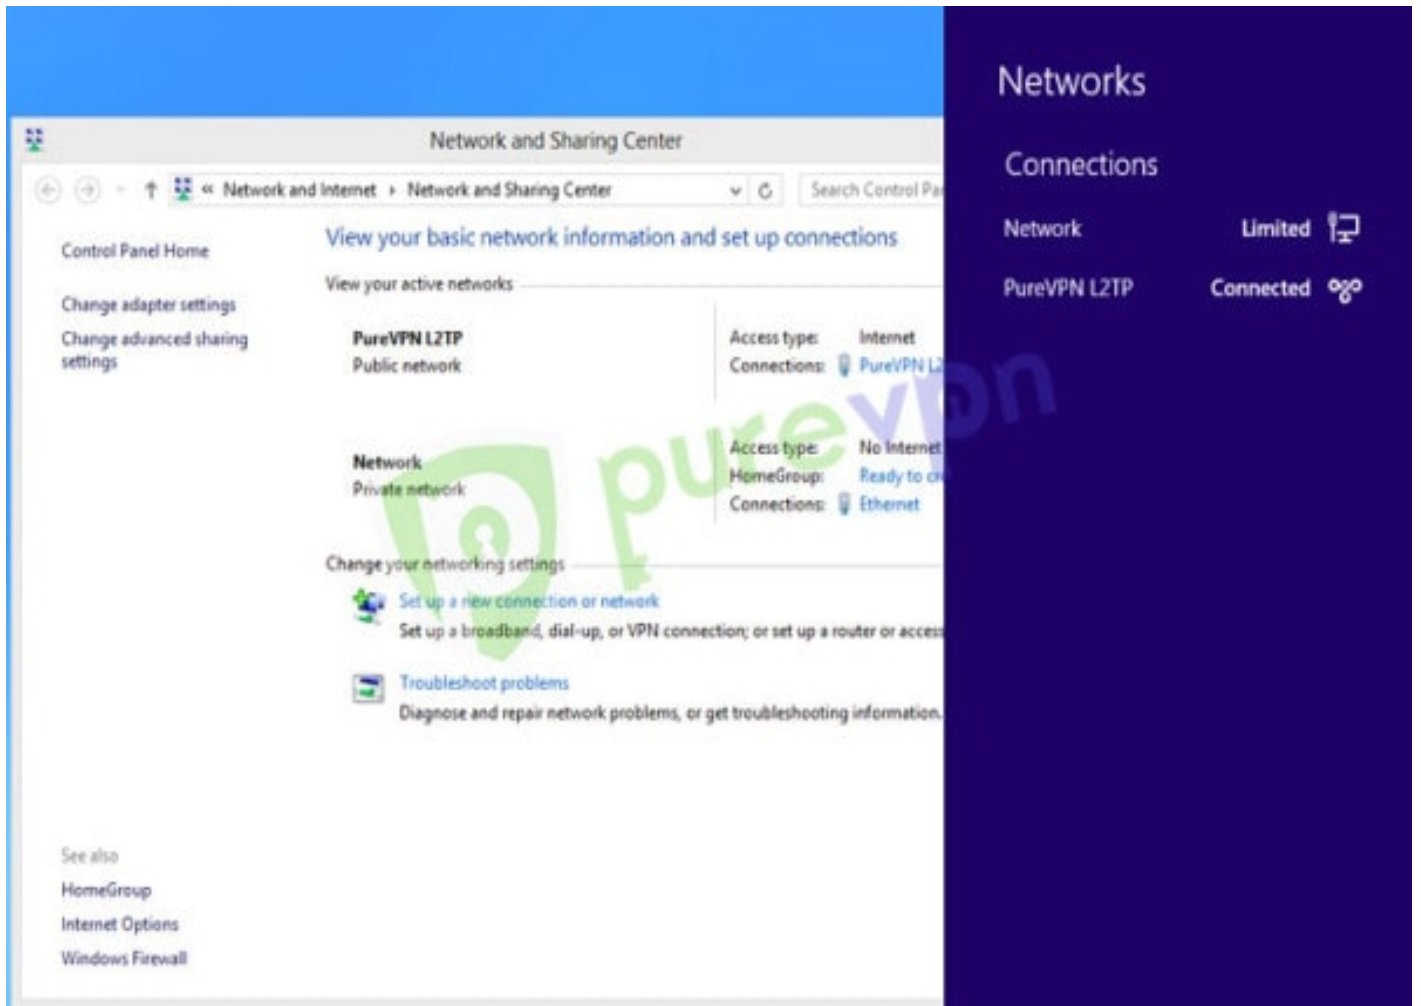 Network and Sharing Center
« Network and Internet › Network and Sharing Center
Search Control
Control Panel Home
Change adapter settings
Change advanced sharing
settings
View your basic network information and set up connections
View your active networks
PureVPN L2TP
Public network
Access type: Internet
Connections: PureVPN
Network
Private network
Access type: No Internet
HomeGroup: Ready to
Connections: Ethernet
Change your networking settings
Set up a new connection or network
Set up a broadband, dial-up, or VPN connection; or set up a router or access
Troubleshoot problems
Diagnose and repair network problems, or get troubleshooting information.
See also
HomeGroup
Internet Options
Windows Firewall
Networks
Connections
Network Limited
PureVPN L2TP Connected
purevpn